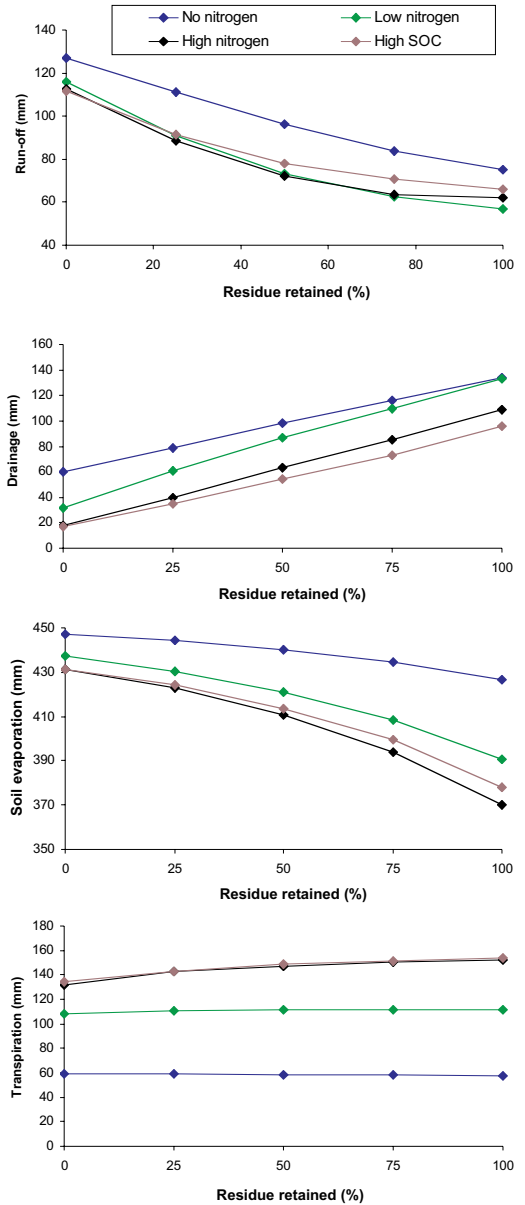 No nitrogen Low nitrogen
High nitrogen High SOC
140
120
100
80
60
40
Run-off (mm)
0 20 40 60 80 100
Residue retained (%)
160
140
120
100
80
60
40
20
0
Drainage (mm)
0 25 50 75 100
Residue retained (%)
450
430
410
390
370
350
Soil evaporation (mm)
0 25 50 75 100
Residue retained (%)
180
160
140
120
100
80
60
40
20
0
Transpiration (mm)
0 25 50 75 100
Residue retained (%)